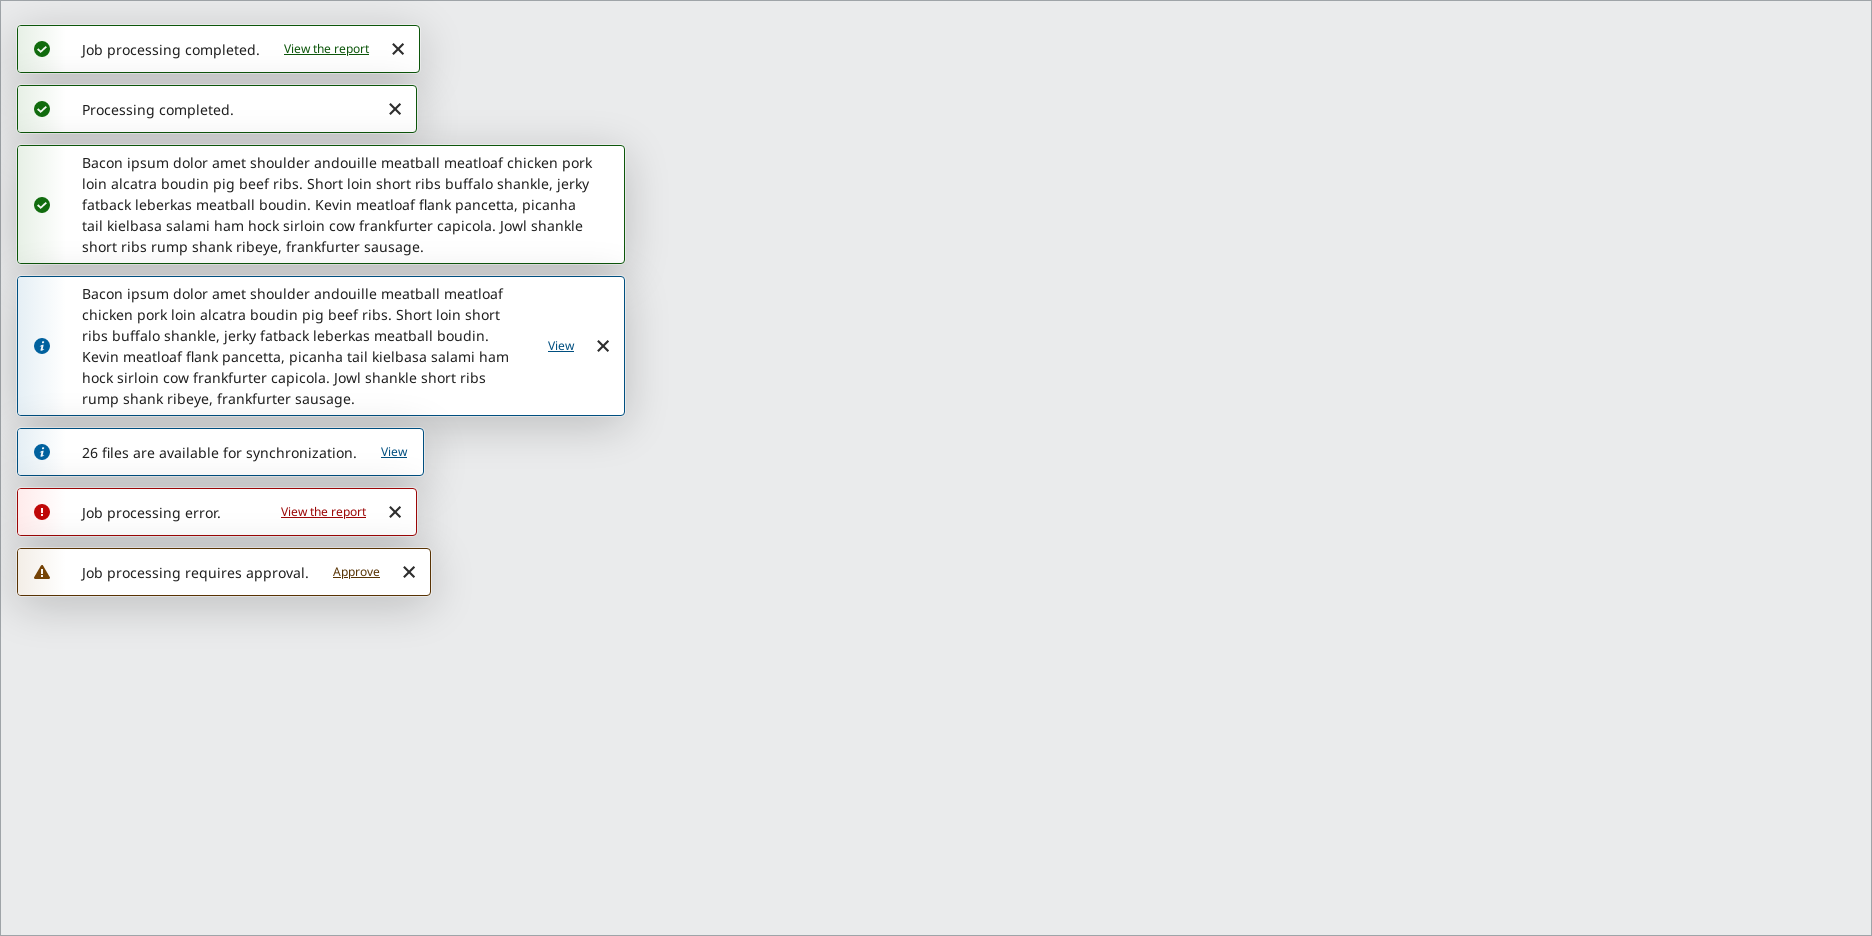 Job processing completed. View the report
Processing completed.
Bacon ipsum dolor amet shoulder andouille meatball meatloaf chicken pork
loin alcatra boudin pig beef ribs. Short loin short ribs buffalo shankle, jerky
fatback leberkas meatball boudin. Kevin meatloaf flank pancetta, picanha
tail kielbasa salami ham hock sirloin cow frankfurter capicola. Jowl shankle
short ribs rump shank ribeye, frankfurter sausage.
Bacon ipsum dolor amet shoulder andouille meatball meatloaf
chicken pork loin alcatra boudin pig beef ribs. Short loin short
ribs buffalo shankle, jerky fatback leberkas meatball boudin.
Kevin meatloaf flank pancetta, picanha tail kielbasa salami ham
hock sirloin cow frankfurter capicola. Jowl shankle short ribs
rump shank ribeye, frankfurter sausage.
View
26 files are available for synchronization. View
Job processing error. View the report
Job processing requires approval. Approve